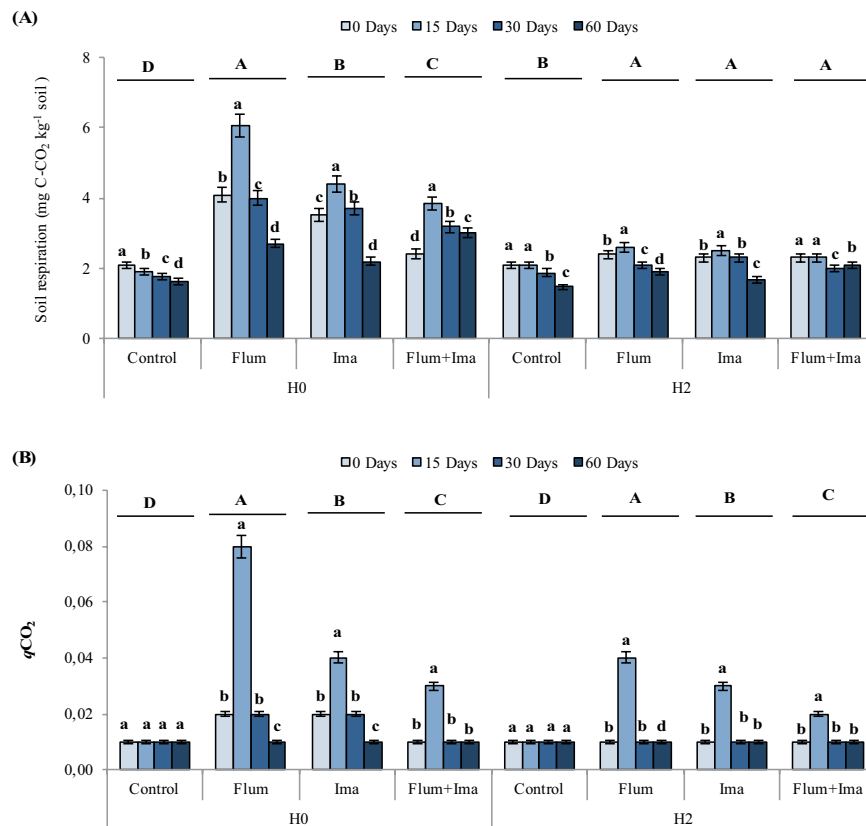 (A)
0 Days 15 Days 30 Days 60 Days
Soil respiration (mg C-CO₂ kg⁻¹ soil )
8
6
4
2
0
D A B C B A A A
a b c d b a c d c a b d c a b c a a b c b a c d b a b c a a c b
Control Flum Ima Flum+Ima Control Flum Ima Flum+Ima
H0 H2
(B)
0 Days 15 Days 30 Days 60 Days
qCO₂
0,10
0,08
0,06
0,04
0,02
0,00
D A B C D A B C
a a a a b a b c b a b c b a b b a a a a b a b d b a b b b a b b
Control Flum Ima Flum+Ima Control Flum Ima Flum+Ima
H0 H2